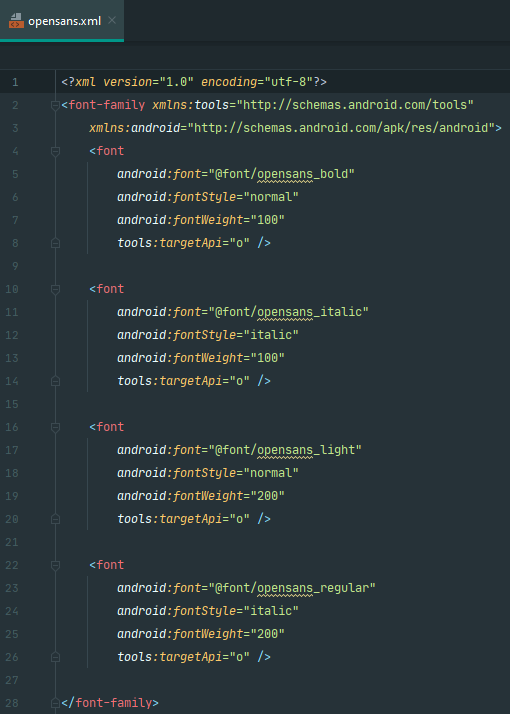 opensans.xml
1 <?xml version="1.0" encoding="utf-8"?>
2 <font-family xmlns:tools="http://schemas.android.com/tools"
3 xmlns:android="http://schemas.android.com/apk/res/android">
4 <font
5 android:font="@font/opensans_bold"
6 android:fontStyle="normal"
7 android:fontWeight="100"
8 tools:targetApi="o" />
9
10 <font
11 android:font="@font/opensans_italic"
12 android:fontStyle="italic"
13 android:fontWeight="100"
14 tools:targetApi="o" />
15
16 <font
17 android:font="@font/opensans_light"
18 android:fontStyle="normal"
19 android:fontWeight="200"
20 tools:targetApi="o" />
21
22 <font
23 android:font="@font/opensans_regular"
24 android:fontStyle="italic"
25 android:fontWeight="200"
26 tools:targetApi="o" />
27
28 </font-family>